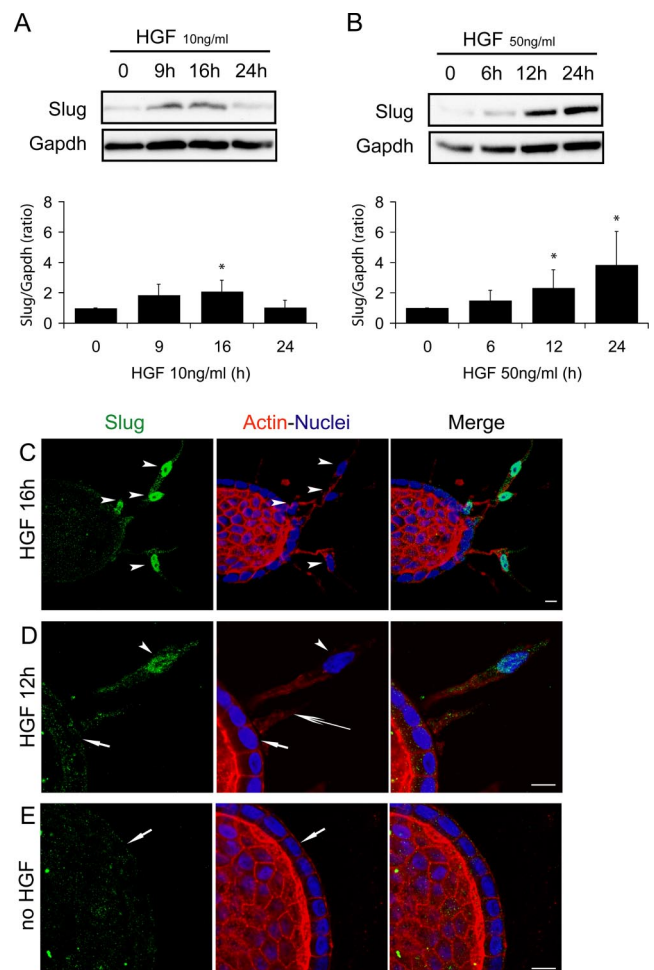 A
HGF 10ng/ml
0 9h 16h 24h
Slug
Gapdh
Slug/Gapdh (ratio)
8
6
4
2
0
*
0 9 16 24
HGF 10ng/ml (h)
B
HGF 50ng/ml
0 6h 12h 24h
Slug
Gapdh
Slug/Gapdh (ratio)
8
6
4
2
0
* *
0 6 12 24
HGF 50ng/ml (h)
Slug Actin-Nuclei Merge
C
HGF 16h
D
HGF 12h
E
no HGF